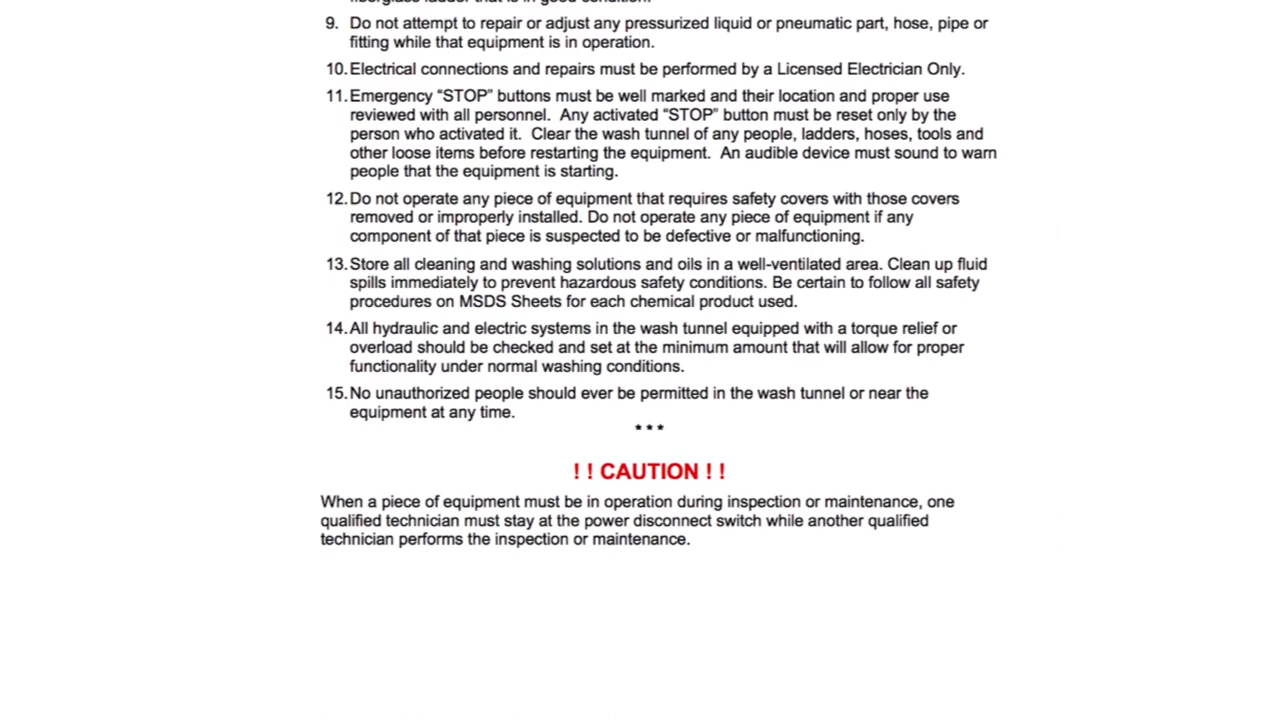 fiberglass ladder that is in good condition.
9. Do not attempt to repair or adjust any pressurized liquid or pneumatic part, hose, pipe or
fitting while that equipment is in operation.
10. Electrical connections and repairs must be performed by a Licensed Electrician Only.
11. Emergency “STOP” buttons must be well marked and their location and proper use
reviewed with all personnel.  Any activated “STOP” button must be reset only by the
person who activated it.  Clear the wash tunnel of any people, ladders, hoses, tools and
other loose items before restarting the equipment.  An audible device must sound to warn
people that the equipment is starting.
12. Do not operate any piece of equipment that requires safety covers with those covers
removed or improperly installed. Do not operate any piece of equipment if any
component of that piece is suspected to be defective or malfunctioning.
13. Store all cleaning and washing solutions and oils in a well-ventilated area. Clean up fluid
spills immediately to prevent hazardous safety conditions. Be certain to follow all safety
procedures on MSDS Sheets for each chemical product used.
14. All hydraulic and electric systems in the wash tunnel equipped with a torque relief or
overload should be checked and set at the minimum amount that will allow for proper
functionality under normal washing conditions.
15. No unauthorized people should ever be permitted in the wash tunnel or near the
equipment at any time.
* * *
! ! CAUTION ! !
When a piece of equipment must be in operation during inspection or maintenance, one
qualified technician must stay at the power disconnect switch while another qualified
technician performs the inspection or maintenance.